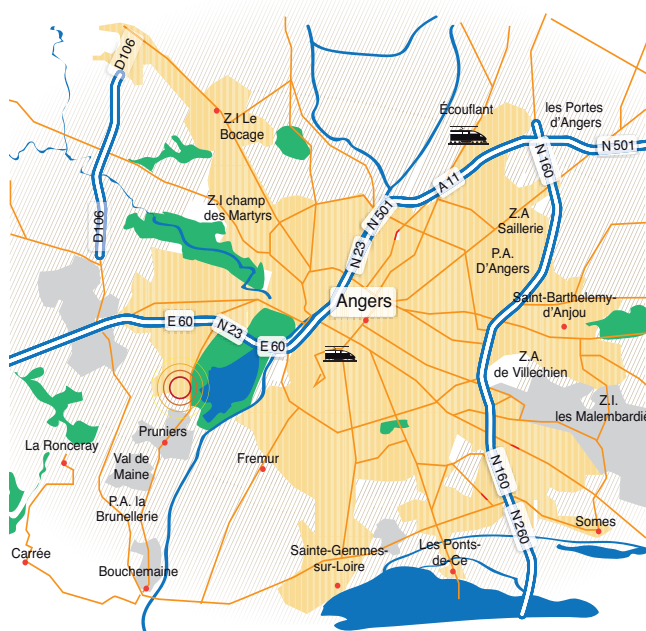 D106
Z.I Le
Bocage
Écouflant
les Portes
d'Angers
N 501
N 160
A 11
Z.I champ
des Martyrs
N 501
D106
N 23
Z.A
Saillerie
P.A.
D'Angers
Angers
Saint-Barthelemy-
d'Anjou
E 60
N 23
E 60
Z.A.
de Villechien
Z.I.
les Malembardiè
Pruniers
La Ronceray
Val de
Maine
Fremur
N 160
P.A. la
Brunellerie
N 260
Somes
Carrée
Bouchemaine
Sainte-Gemmes-
sur-Loire
Les Ponts-
de-Ce